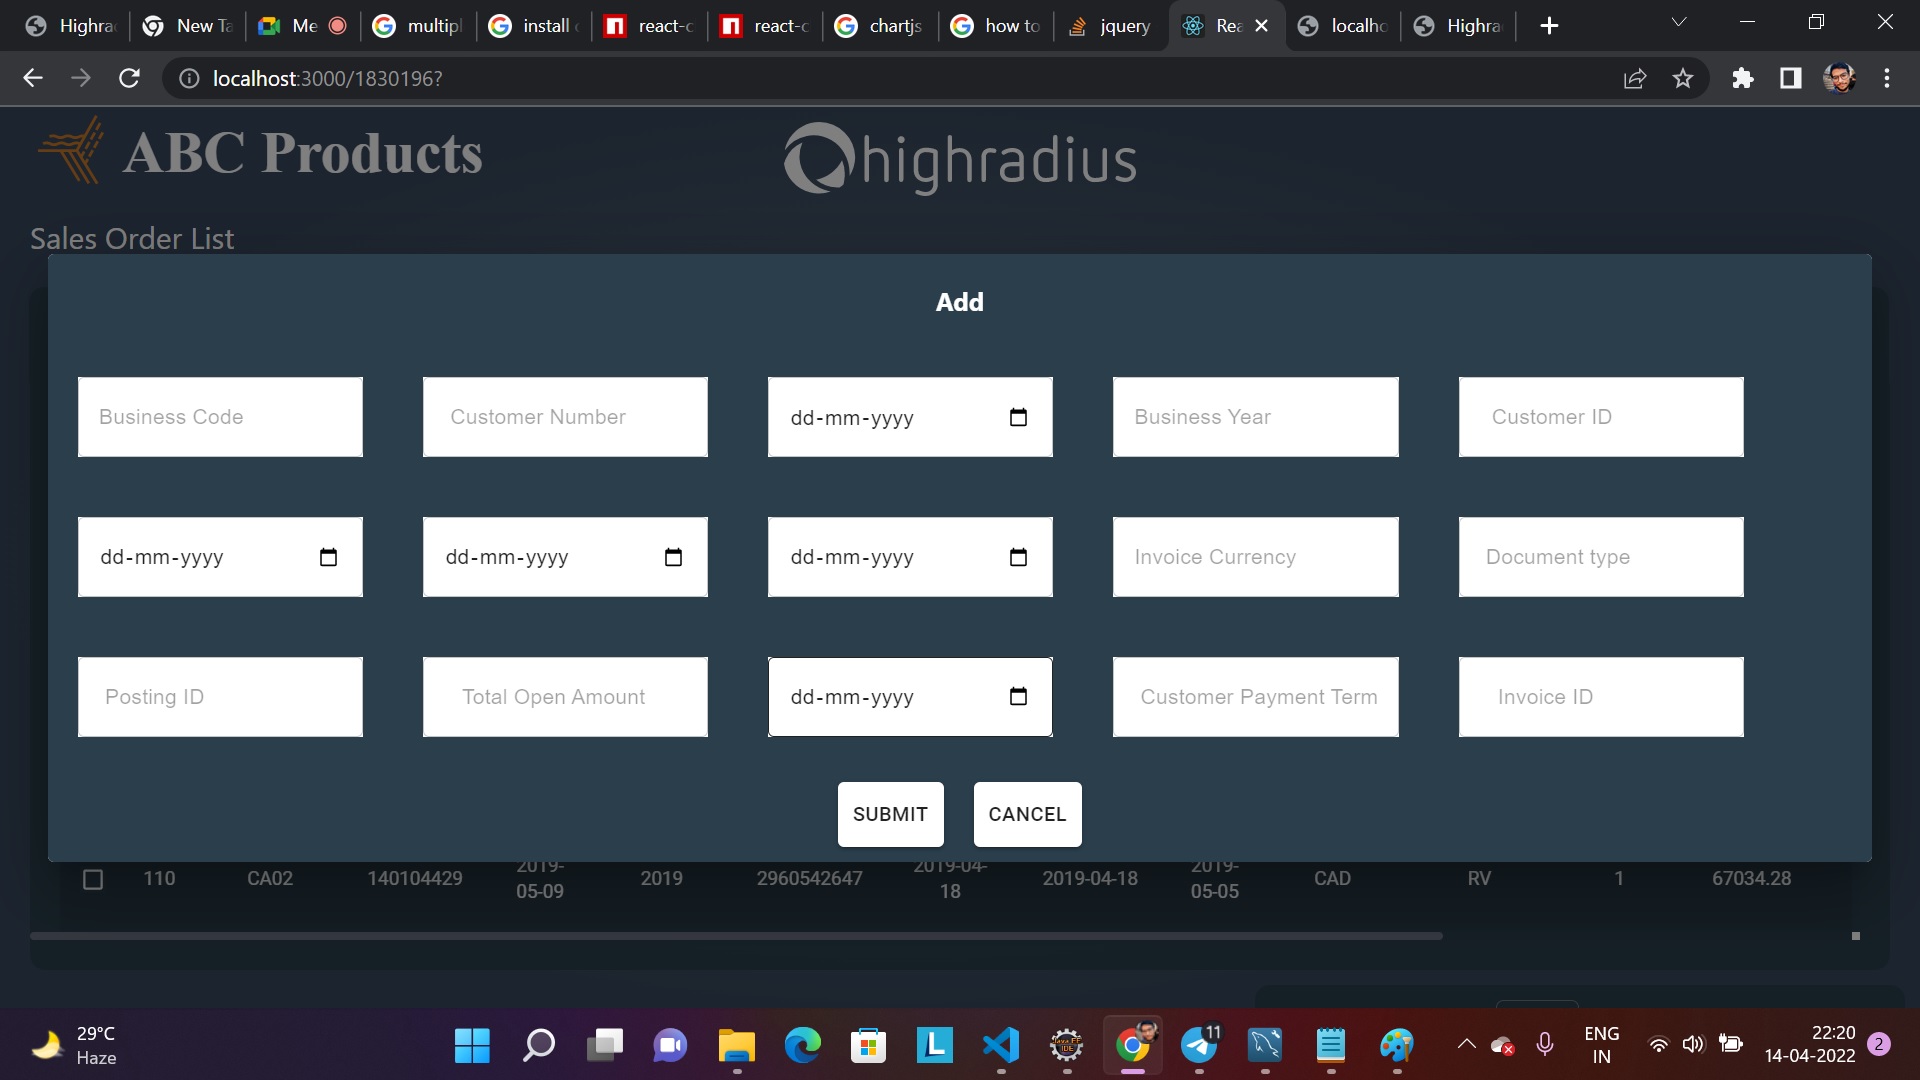 Highra New Ta Me multipl install react-c react-c chartjs how to jquery Rea localho Highra
localhost:3000/1830196?
ABC Products highradius
Sales Order List
Add
Business Code Customer Number dd-mm-yyyy Business Year Customer ID
dd-mm-yyyy dd-mm-yyyy dd-mm-yyyy Invoice Currency Document type
Posting ID Total Open Amount dd-mm-yyyy Customer Payment Term Invoice ID
SUBMIT CANCEL
2019- 2019-04- 2019-
110 CA02 140104429 2019 2960542647 2019-04-18 CAD RV 1 67034.28
05-09 18 05-05
29°C
Haze
L
11
ENG
IN
22:20
14-04-2022
2